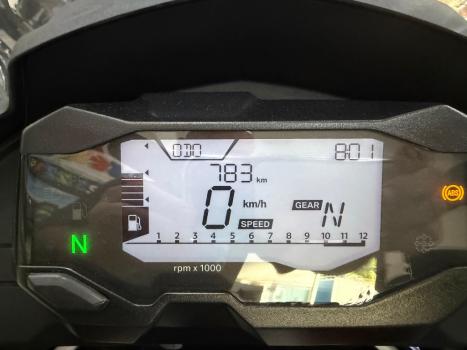 ODO 8:01
783 km
0 km/h GEAR N
SPEED
ABS
N
1 2 3 4 5 6 7 8 9 10 11 12
rpm x 1000